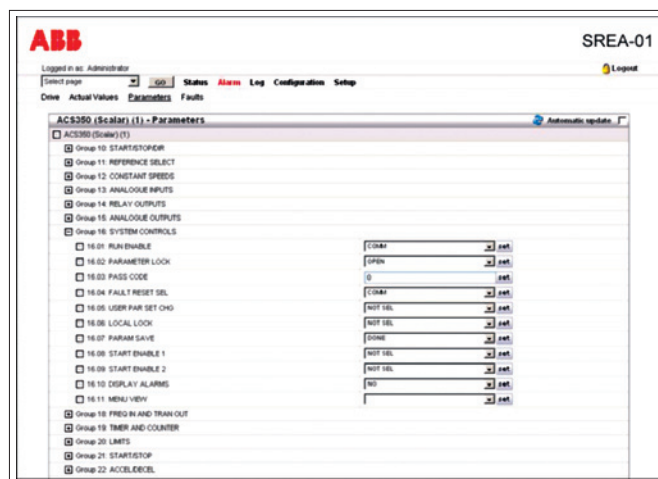 ABB
SREA-01
Logged in as: Administrator
Logout
Select page GO Status Alarm Log Configuration Setup
Drive Actual Values Parameters Faults
ACS350 (Scalar) (1) - Parameters Automatic update
ACS350 (Scalar) (1)
Group 10: START/STOP/DIR
Group 11: REFERENCE SELECT
Group 12: CONSTANT SPEEDS
Group 13: ANALOGUE INPUTS
Group 14: RELAY OUTPUTS
Group 15: ANALOGUE OUTPUTS
Group 16: SYSTEM CONTROLS
16.01: RUN ENABLE COMM set
16.02: PARAMETER LOCK OPEN set
16.03: PASS CODE 0 set
16.04: FAULT RESET SEL COMM set
16.05: USER PAR SET CHG NOT SEL set
16.06: LOCAL LOCK NOT SEL set
16.07: PARAM SAVE DONE set
16.08: START ENABLE 1 NOT SEL set
16.09: START ENABLE 2 NOT SEL set
16.10: DISPLAY ALARMS NO set
16.11: MENU VIEW set
Group 18: FREQ IN AND TRAN OUT
Group 19: TIMER AND COUNTER
Group 20: LIMITS
Group 21: START/STOP
Group 22: ACCEL/DECEL